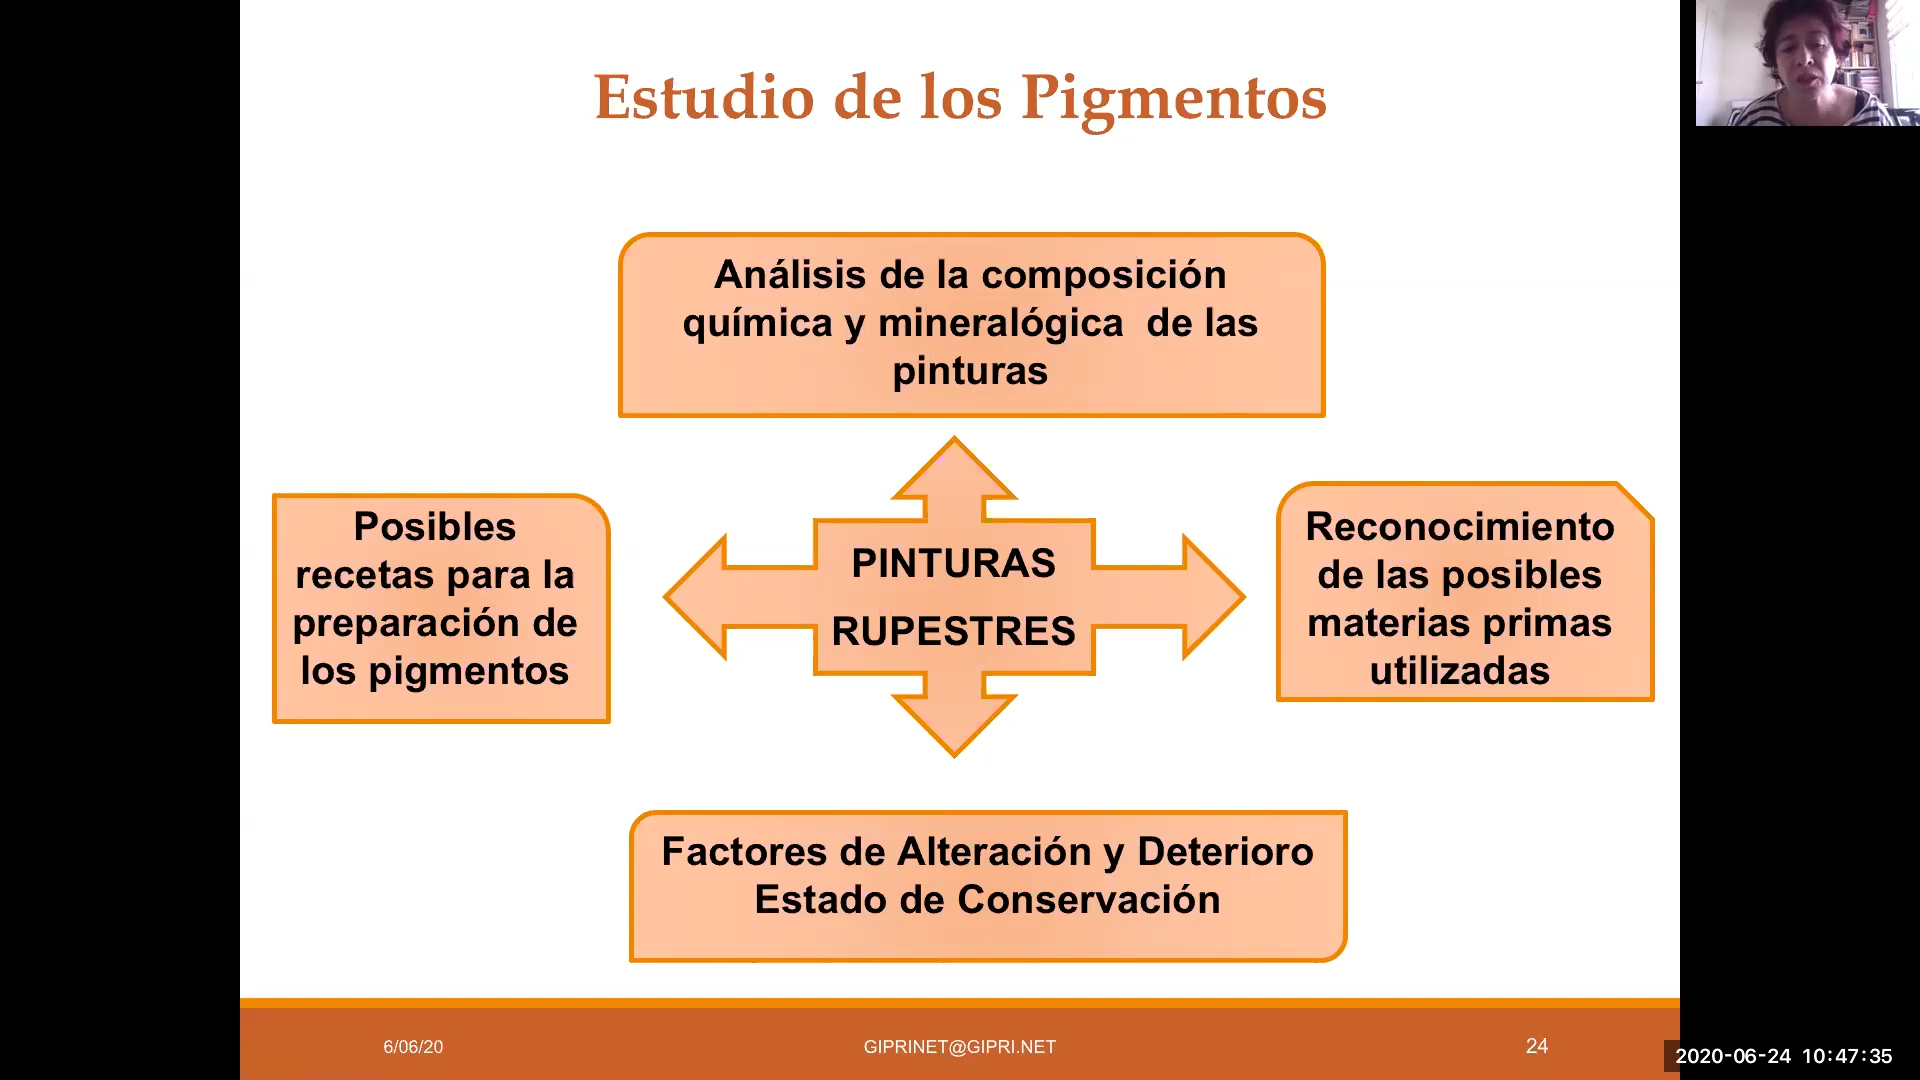 Estudio de los Pigmentos
Análisis de la composición
química y mineralógica de las
pinturas
Posibles
recetas para la
preparación de
los pigmentos
PINTURAS
RUPESTRES
Reconocimiento
de las posibles
materias primas
utilizadas
Factores de Alteración y Deterioro
Estado de Conservación
6/06/20
GIPRINET@GIPRI.NET
24
2020-06-24 10:47:35